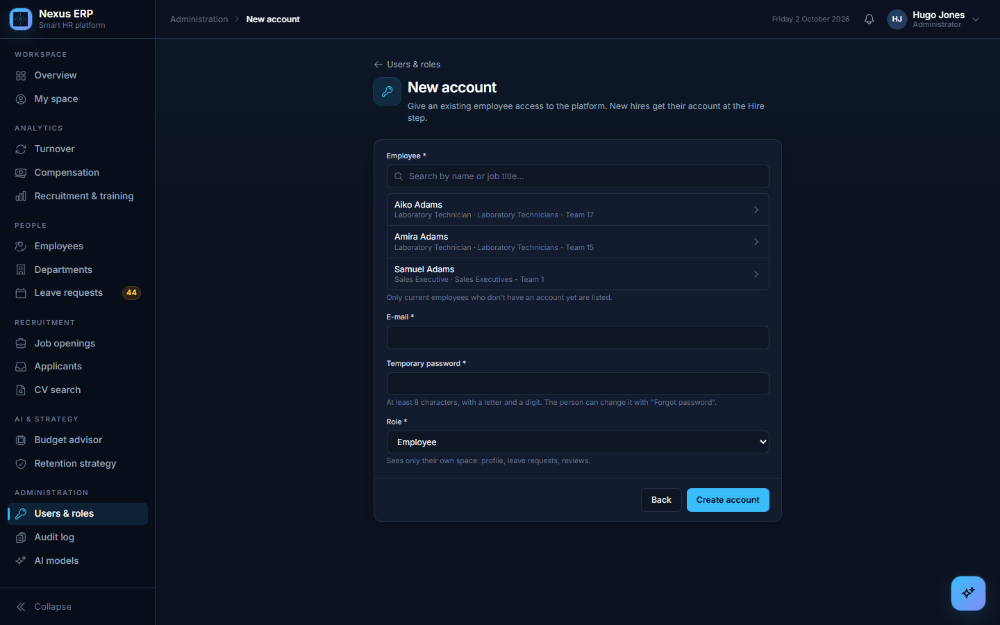 Nexus ERP
Smart HR platform
WORKSPACE
Overview
My space
ANALYTICS
Turnover
Compensation
Recruitment & training
PEOPLE
Employees
Departments
Leave requests 44
RECRUITMENT
Job openings
Applicants
CV search
AI & STRATEGY
Budget advisor
Retention strategy
ADMINISTRATION
Users & roles
Audit log
AI models
Collapse
Administration New account
Friday 2 October 2026
HJ
Hugo Jones
Administrator
Users & roles
New account
Give an existing employee access to the platform. New hires get their account at the Hire
step.
Employee *
Search by name or job title...
Aiko Adams
Laboratory Technician · Laboratory Technicians - Team 17
Amira Adams
Laboratory Technician · Laboratory Technicians - Team 15
Samuel Adams
Sales Executive · Sales Executives - Team 1
Only current employees who don't have an account yet are listed.
E-mail *
Temporary password *
At least 8 characters, with a letter and a digit. The person can change it with "Forgot password".
Role *
Employee
Sees only their own space: profile, leave requests, reviews.
Back
Create account